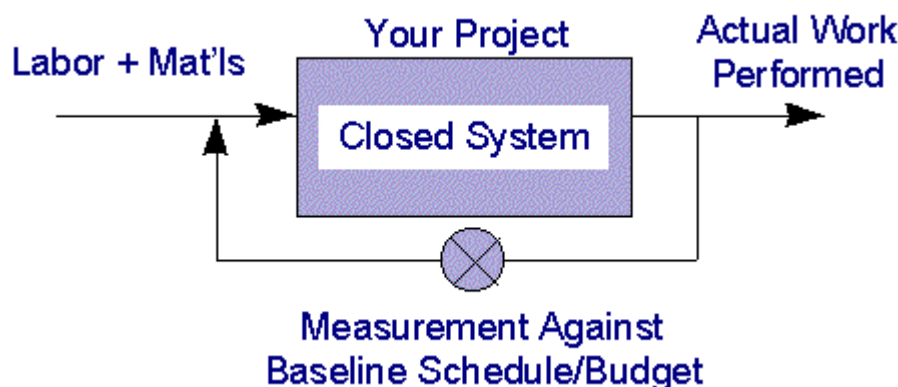 Your Project
Actual Work
Performed
Labor + Mat'ls
Closed System
Measurement Against
Baseline Schedule/Budget